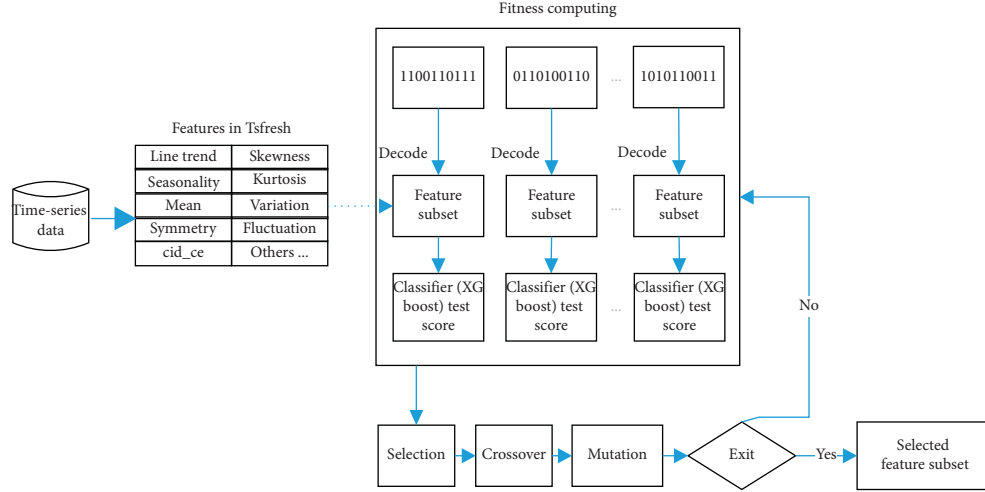 Fitness computing
1100110111
0110100110
...
1010110011
Features in Tsfresh
Decode
Decode
Decode
Line trend
Skewness
Seasonality
Kurtosis
Mean
Variation
Symmetry
Fluctuation
cid_ce
Others ...
Time-series
data
Feature
subset
Feature
subset
...
Feature
subset
Classifier (XG
boost) test
score
Classifier (XG
boost) test
score
...
Classifier (XG
boost) test
score
No
Selection
Crossover
Mutation
Exit
Yes
Selected
feature subset